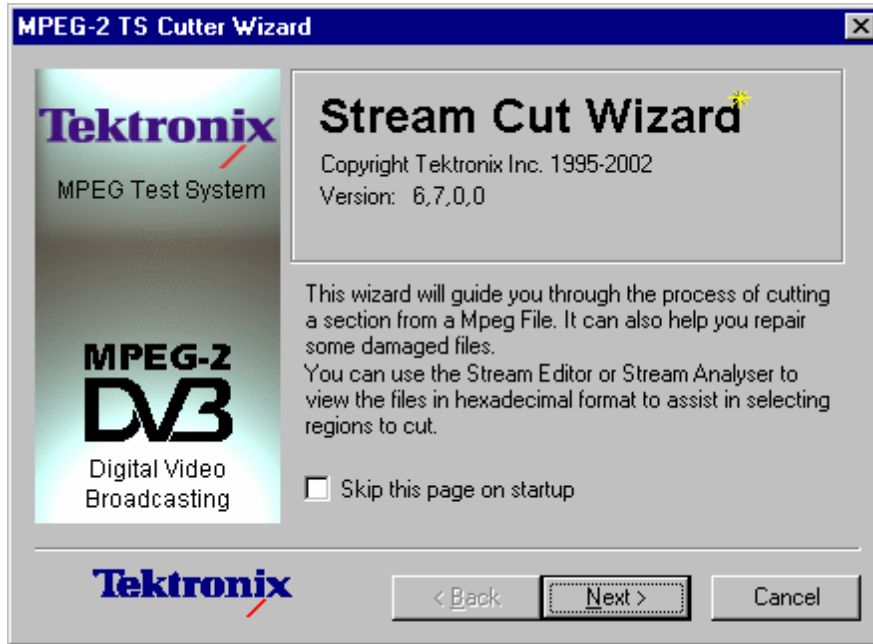 MPEG-2 TS Cutter Wizard
Tektronix
MPEG Test System
MPEG-2
DVB
Digital Video
Broadcasting
Stream Cut Wizard
Copyright Tektronix Inc. 1995-2002
Version: 6,7,0,0
This wizard will guide you through the process of cutting
a section from a Mpeg File. It can also help you repair
some damaged files.
You can use the Stream Editor or Stream Analyser to
view the files in hexadecimal format to assist in selecting
regions to cut.
Skip this page on startup
Tektronix
< Back
Next >
Cancel